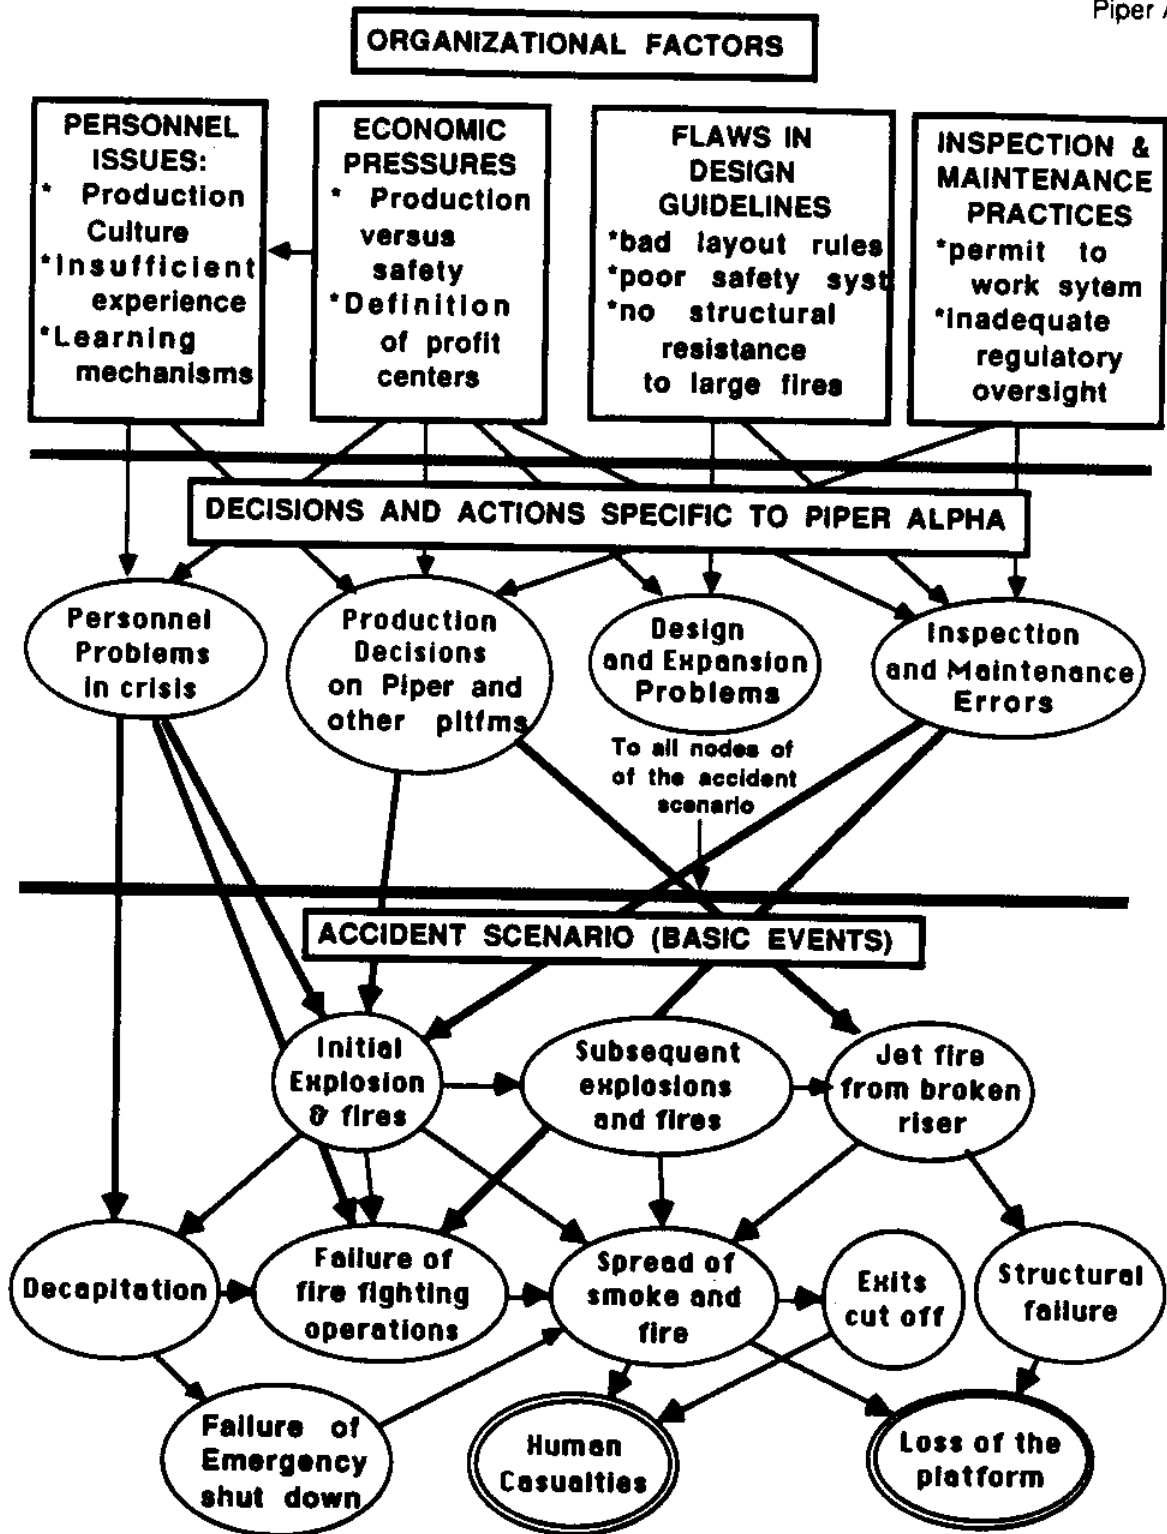 Piper
ORGANIZATIONAL FACTORS
PERSONNEL
ISSUES:
* Production
Culture
*Insufficient
experience
*Learning
mechanisms
ECONOMIC
PRESSURES
* Production
versus
safety
*Definition
of profit
centers
FLAWS IN
DESIGN
GUIDELINES
*bad layout rules
*poor safety syst
*no structural
resistance
to large fires
INSPECTION &
MAINTENANCE
PRACTICES
*permit to
work sytem
*inadequate
regulatory
oversight
DECISIONS AND ACTIONS SPECIFIC TO PIPER ALPHA
Personnel
Problems
in crisis
Production
Decisions
on Piper and
other pltfms
Design
and Expansion
Problems
Inspection
and Maintenance
Errors
To all nodes of
of the accident
scenario
ACCIDENT SCENARIO (BASIC EVENTS)
Initial
Explosion
& fires
Subsequent
explosions
and fires
Jet fire
from broken
riser
Decapitation
Failure of
fire fighting
operations
Spread of
smoke and
fire
Exits
cut off
Structural
failure
Failure of
Emergency
shut down
Human
Casualties
Loss of the
platform